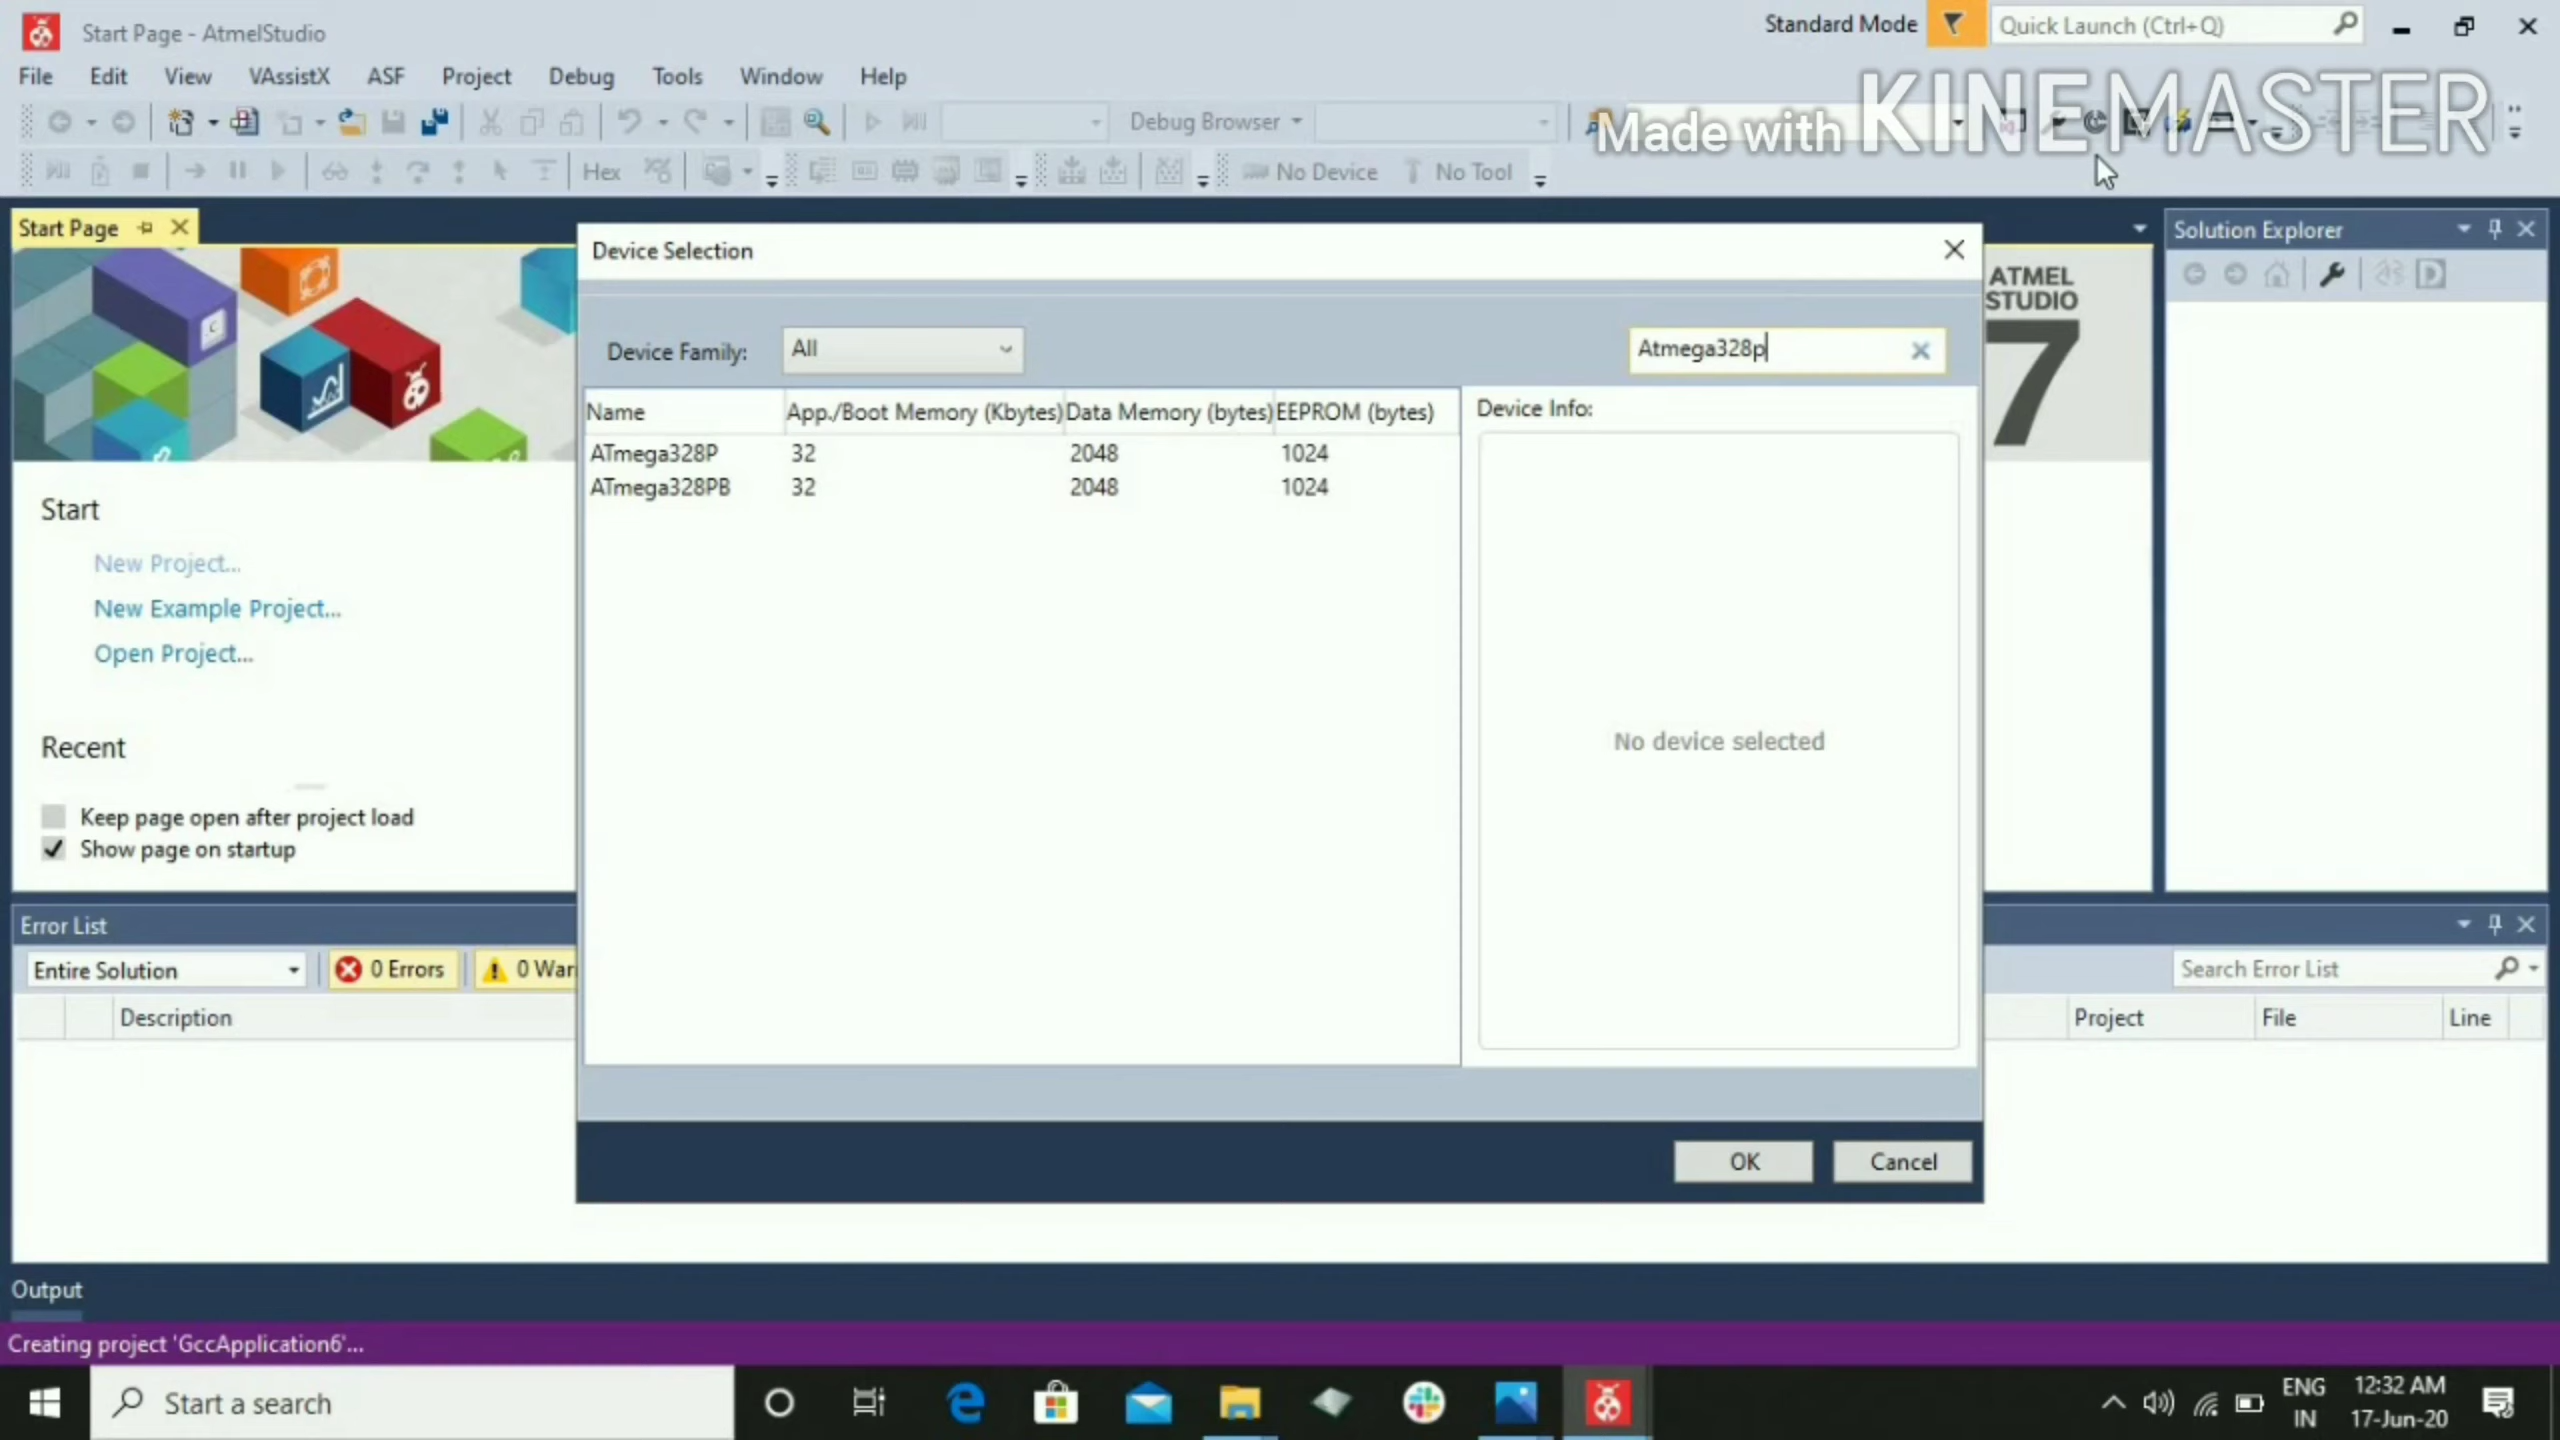 Start Page - AtmelStudio
Standard Mode
Quick Launch (Ctrl+Q)
File Edit View VAssistX ASF Project Debug Tools Window Help
Made with KINEMASTER
Debug Browser
Hex
No Device
No Tool
Start Page
Device Selection
Solution Explorer
ATMEL
STUDIO
7
Device Family:
All
Atmega328p
Name App./Boot Memory (Kbytes) Data Memory (bytes) EEPROM (bytes)
Device Info:
ATmega328P 32 2048 1024
ATmega328PB 32 2048 1024
No device selected
Start
New Project...
New Example Project...
Open Project...
Recent
Keep page open after project load
Show page on startup
OK
Cancel
Error List
Entire Solution
0 Errors
0 War
Search Error List
Description
Project
File
Line
Output
Creating project 'GccApplication6'...
Start a search
ENG
IN
12:32 AM
17-Jun-20